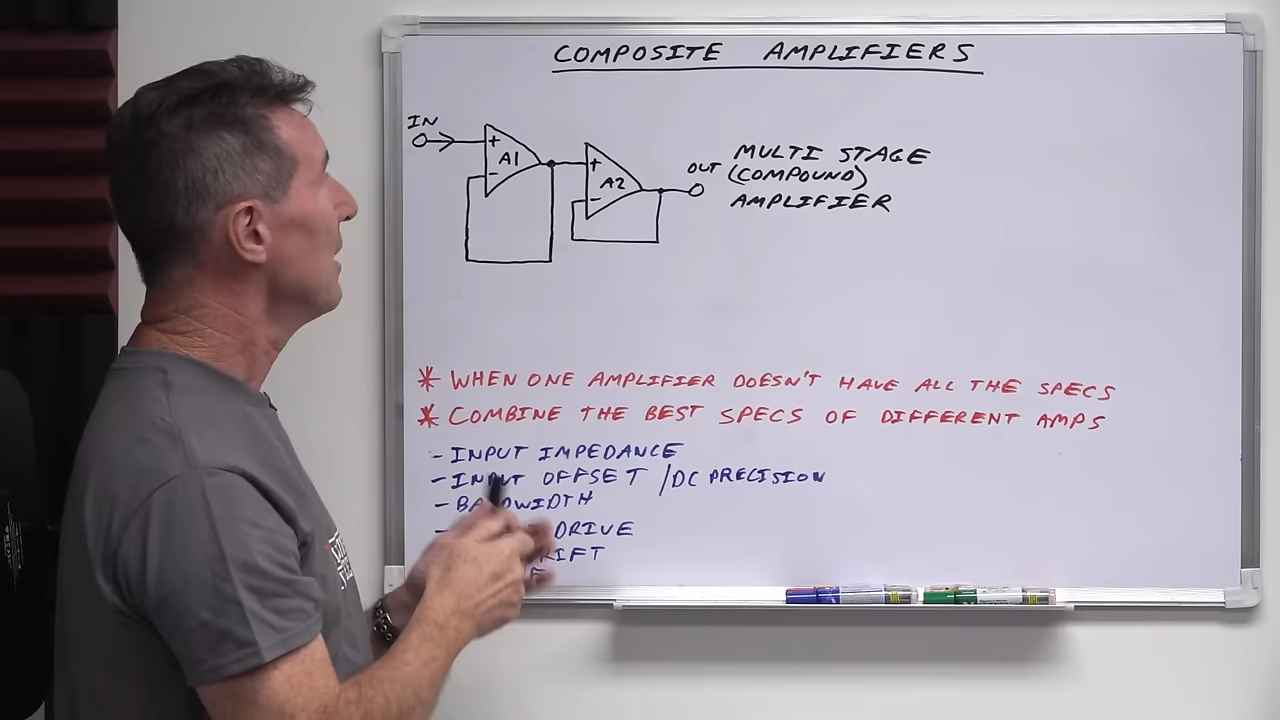 COMPOSITE AMPLIFIERS
IN
+
A1
-
+
A2
-
OUT
MULTI STAGE
(COMPOUND)
AMPLIFIER
* WHEN ONE AMPLIFIER DOESN'T HAVE ALL THE SPECS
* COMBINE THE BEST SPECS OF DIFFERENT AMPS
- INPUT IMPEDANCE
- INPUT OFFSET / DC PRECISION
- BANDWIDTH
- DRIVE